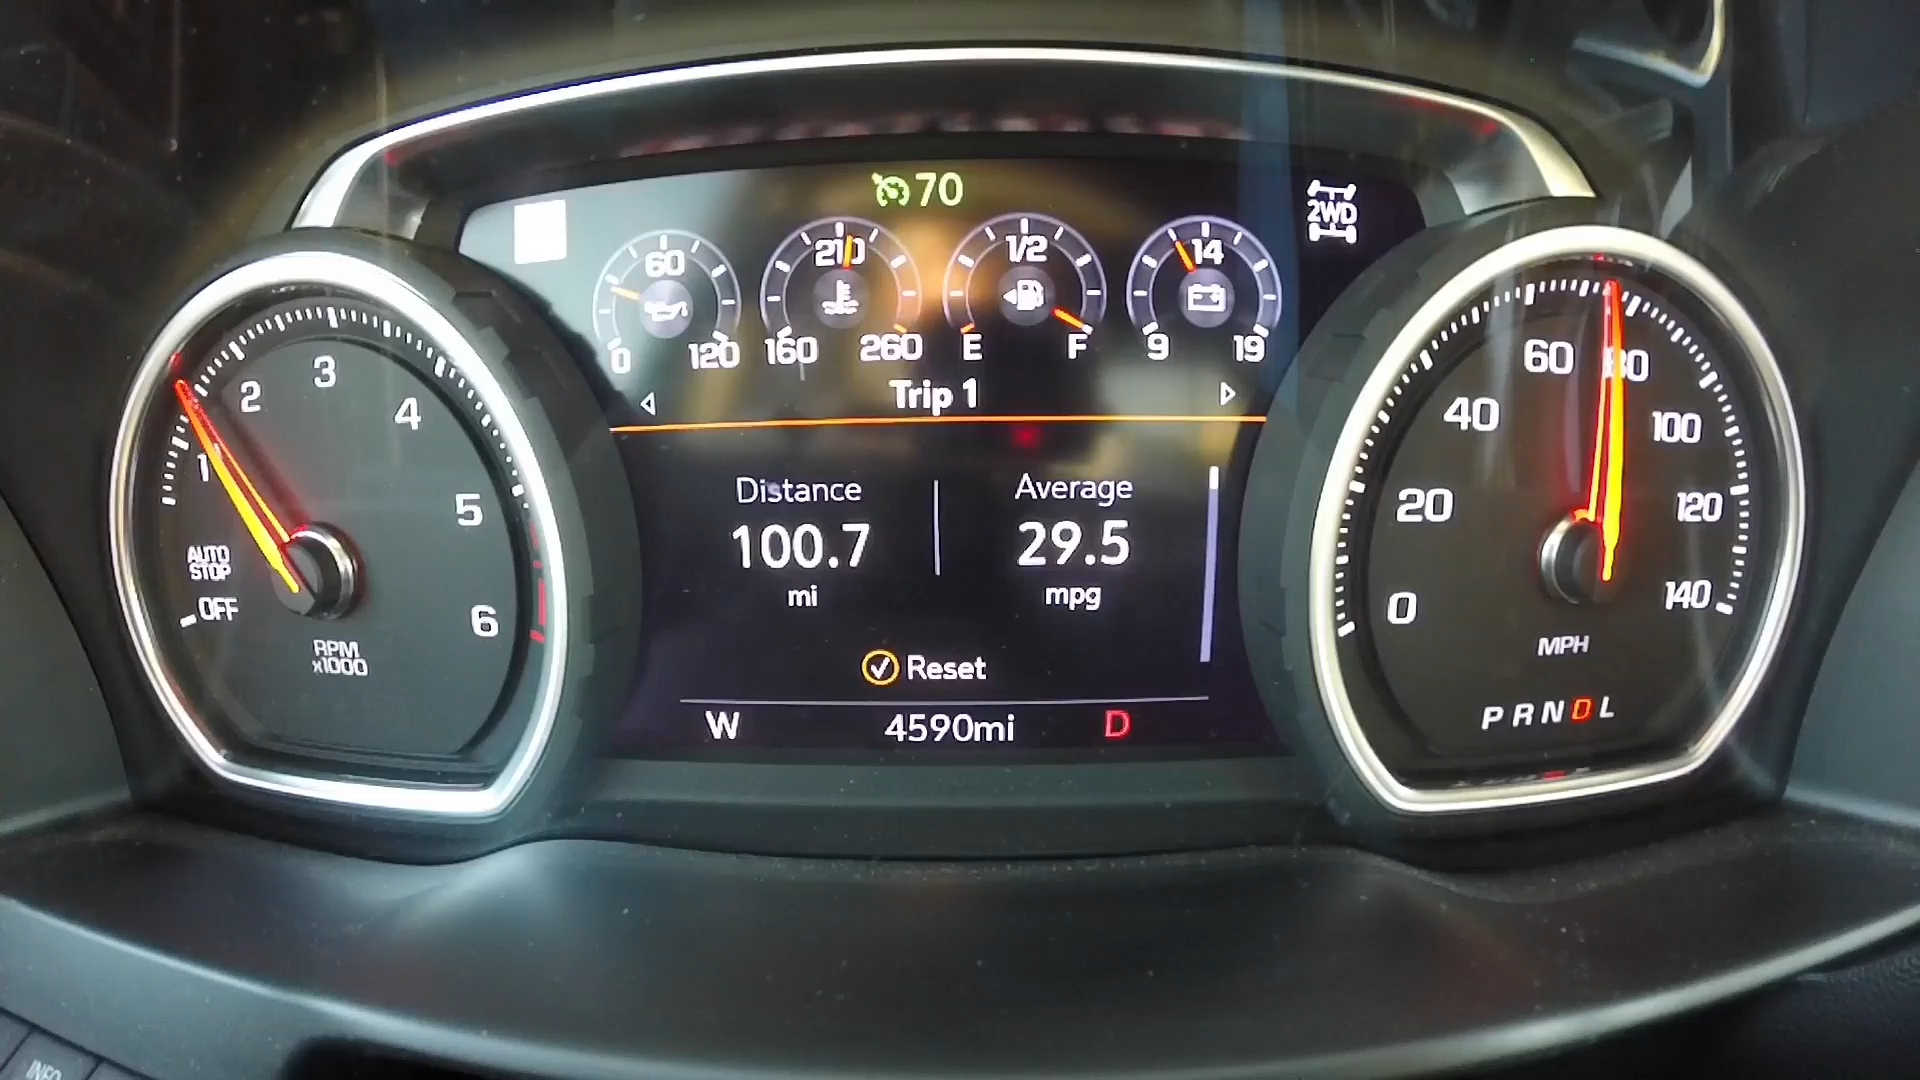 70
2WD
60
0 120
210
160 260
1/2
E F
14
9 19
Trip 1
Distance
100.7
mi
Average
29.5
mpg
Reset
W 4590mi D
AUTO
STOP
OFF
1
2
3
4
5
6
RPM
x1000
0
20
40
60
80
100
120
140
MPH
PRNDL
INFO